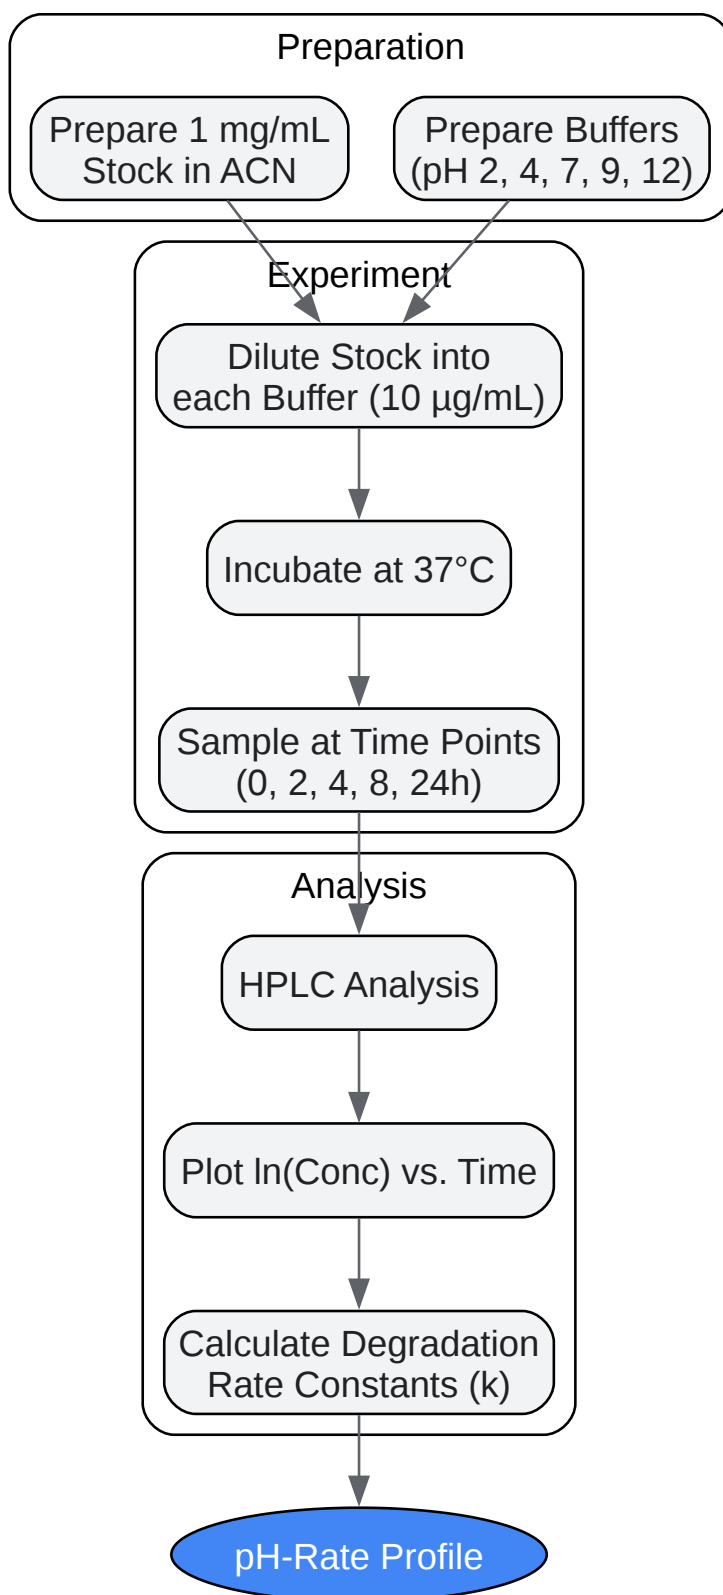 Preparation
Prepare 1 mg/mL
Stock in ACN
Prepare Buffers
(pH 2, 4, 7, 9, 12)
Experiment
Dilute Stock into
each Buffer (10 µg/mL)
Incubate at 37°C
Sample at Time Points
(0, 2, 4, 8, 24h)
Analysis
HPLC Analysis
Plot ln(Conc) vs. Time
Calculate Degradation
Rate Constants (k)
pH-Rate Profile